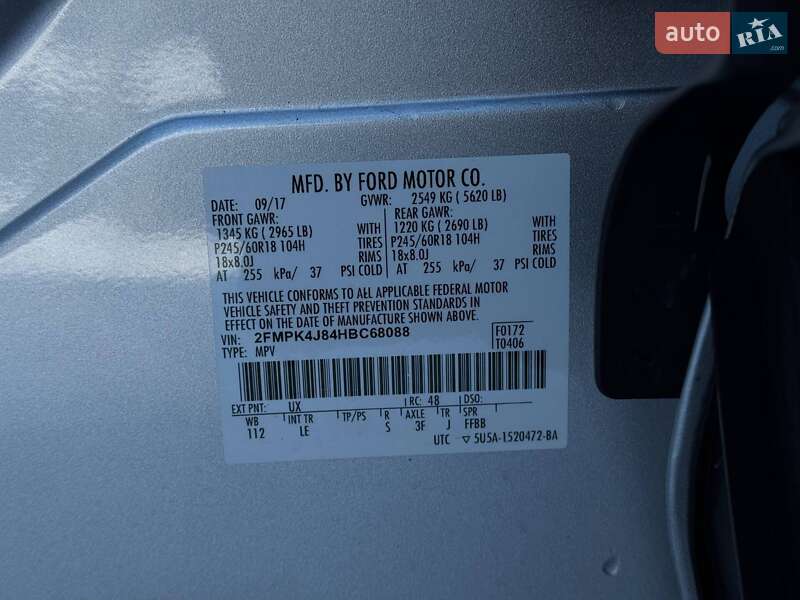 auto RIA .com
MFD. BY FORD MOTOR CO.
DATE: 09/17 GVWR: 2549 KG ( 5620 LB)
FRONT GAWR: REAR GAWR:
1345 KG ( 2965 LB) WITH 1220 KG ( 2690 LB) WITH
P245/60R18 104H TIRES P245/60R18 104H TIRES
18x8.0J RIMS 18x8.0J RIMS
AT 255 kPa/ 37 PSI COLD AT 255 kPa/ 37 PSI COLD
THIS VEHICLE CONFORMS TO ALL APPLICABLE FEDERAL MOTOR
VEHICLE SAFETY AND THEFT PREVENTION STANDARDS IN
EFFECT ON THE DATE OF MANUFACTURE SHOWN ABOVE.
VIN: 2FMPK4J84HBC68088 F0172
TYPE: MPV T0406
EXT PNT: UX RC: 48 DSO:
WB INT TR TP/PS R AXLE TR SPR
112 LE S 3F J FFBB
UTC ▽ 5U5A-1520472-BA